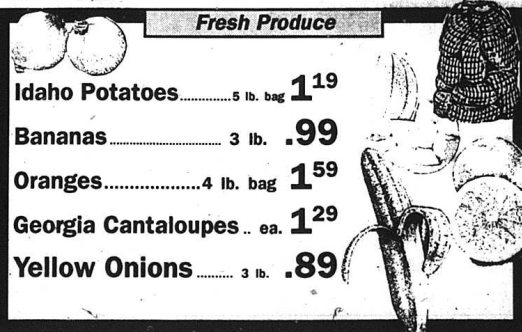 Fresh Produce
Idaho Potatoes..............5 lb. bag 1 19
Bananas................................ 3 lb. .99
Oranges...................4 lb. bag 1 59
Georgia Cantaloupes .. ea. 1 29
Yellow Onions.......... 3 lb. .89